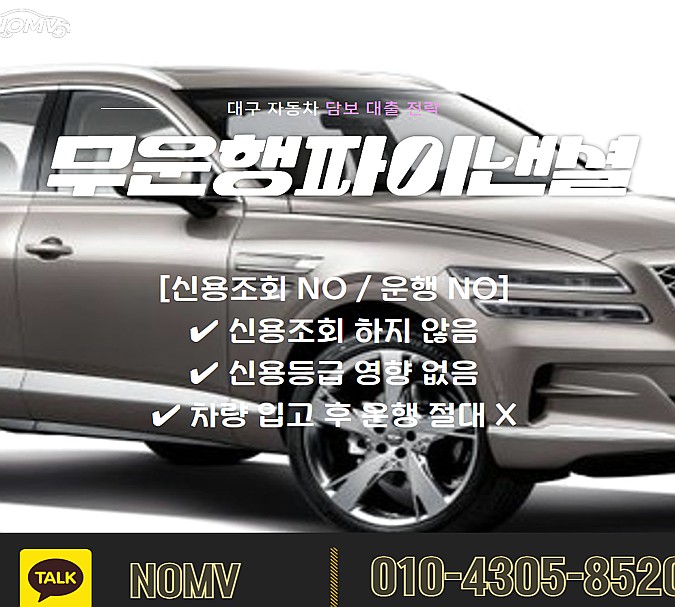 NOMV
대구 자동차 담보 대출 전략
무운행파이낸셜
[신용조회 NO / 운행 NO]
✔ 신용조회 하지 않음
✔ 신용등급 영향 없음
✔ 차량 입고 후 운행 절대 X
TALK
NOMV
010-4305-8520